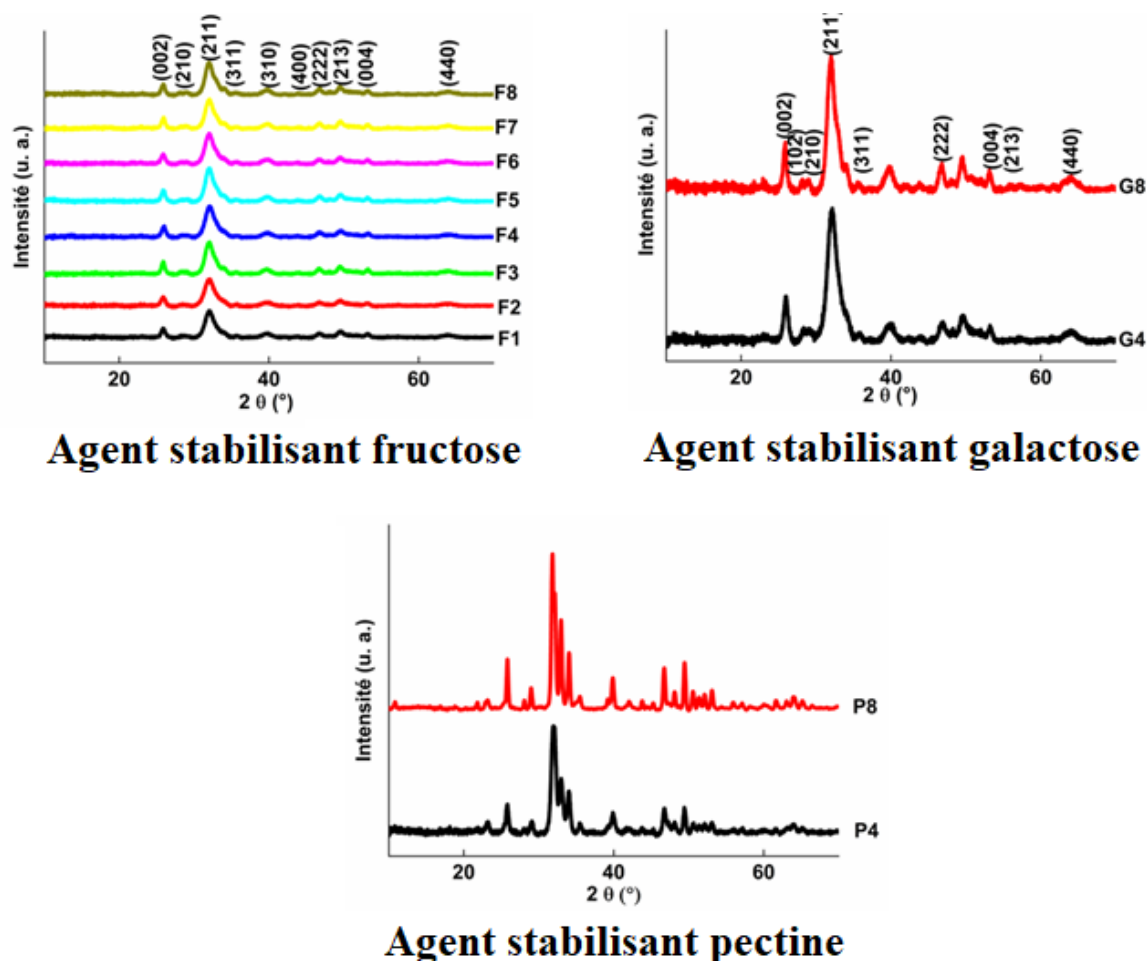 (002)
(210)
(211)
(311)
(310)
(400)
(222)
(213)
(004)
(440)
F8
F7
F6
F5
F4
F3
F2
F1
Intensité (u. a.)
20
40
60
2 θ (°)
Agent stabilisant fructose
(002)
(102)
(210)
(211)
(311)
(222)
(004)
(213)
(440)
G8
G4
Intensité (u. a.)
20
40
60
2 θ (°)
Agent stabilisant galactose
Intensité (u. a.)
P8
P4
20
40
60
2 θ (°)
Agent stabilisant pectine